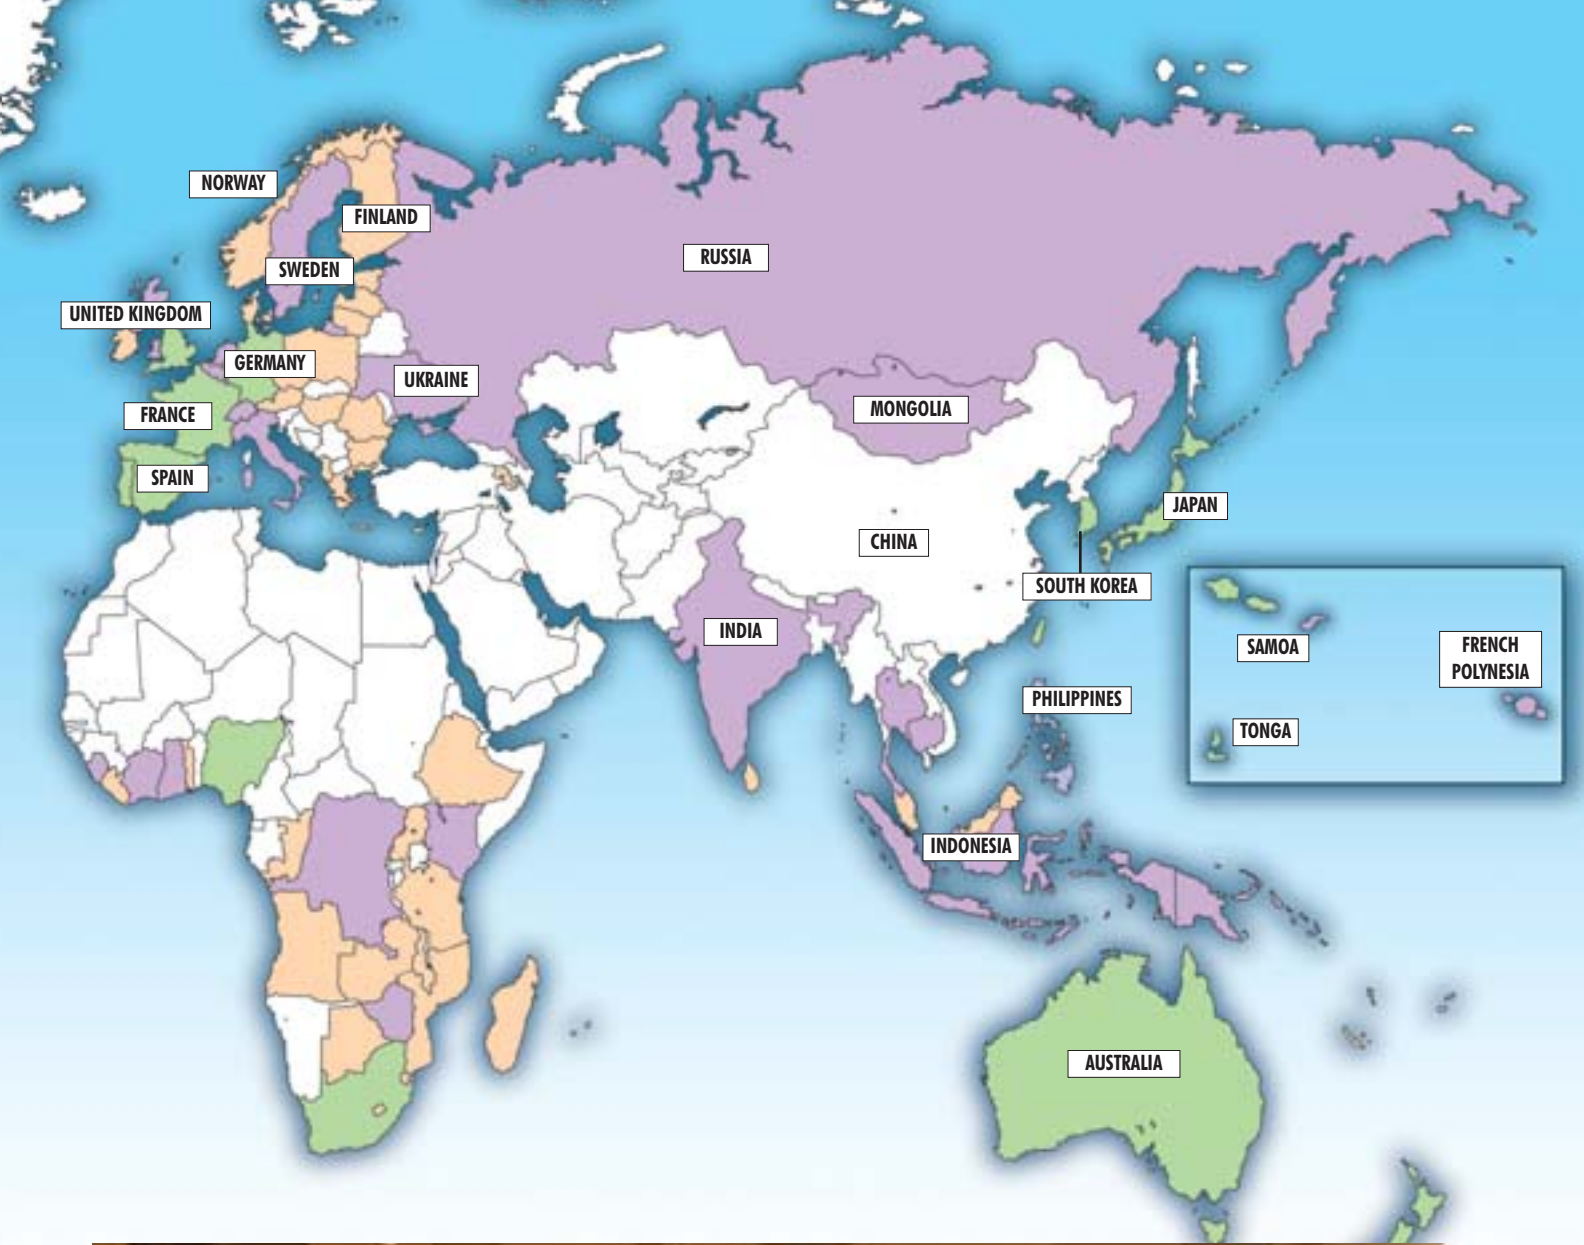 NORWAY
FINLAND
RUSSIA
SWEDEN
UNITED KINGDOM
GERMANY
UKRAINE
FRANCE
MONGOLIA
SPAIN
JAPAN
CHINA
SOUTH KOREA
INDIA
SAMOA
FRENCH
POLYNESIA
PHILIPPINES
TONGA
INDONESIA
AUSTRALIA